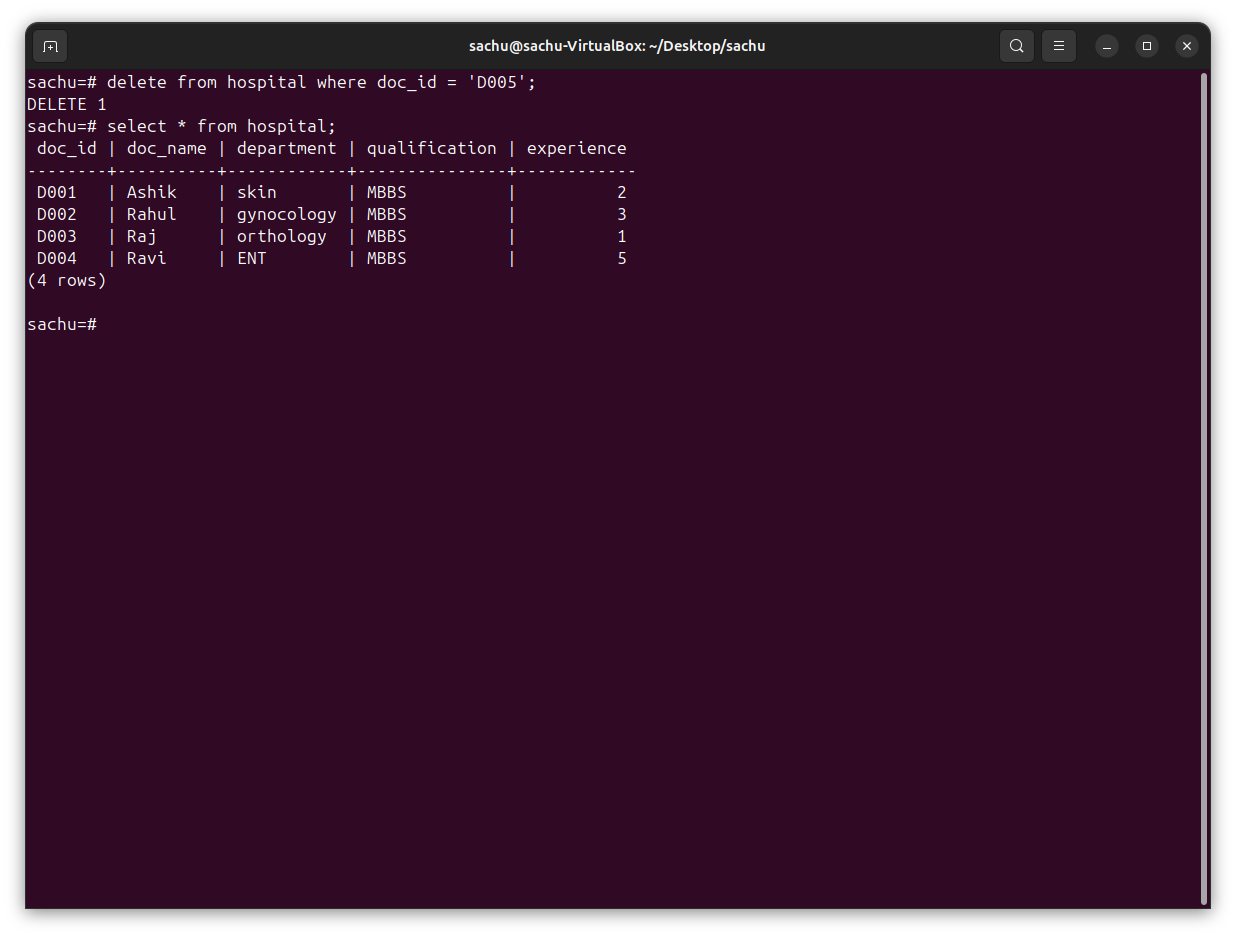 sachu@sachu-VirtualBox: ~/Desktop/sachu
sachu=# delete from hospital where doc_id = 'D005';
DELETE 1
sachu=# select * from hospital;
 doc_id | doc_name | department | qualification | experience
--------+----------+------------+---------------+------------
 D001   | Ashik    | skin       | MBBS          |          2
 D002   | Rahul    | gynocology | MBBS          |          3
 D003   | Raj      | orthology  | MBBS          |          1
 D004   | Ravi     | ENT        | MBBS          |          5
(4 rows)
sachu=#